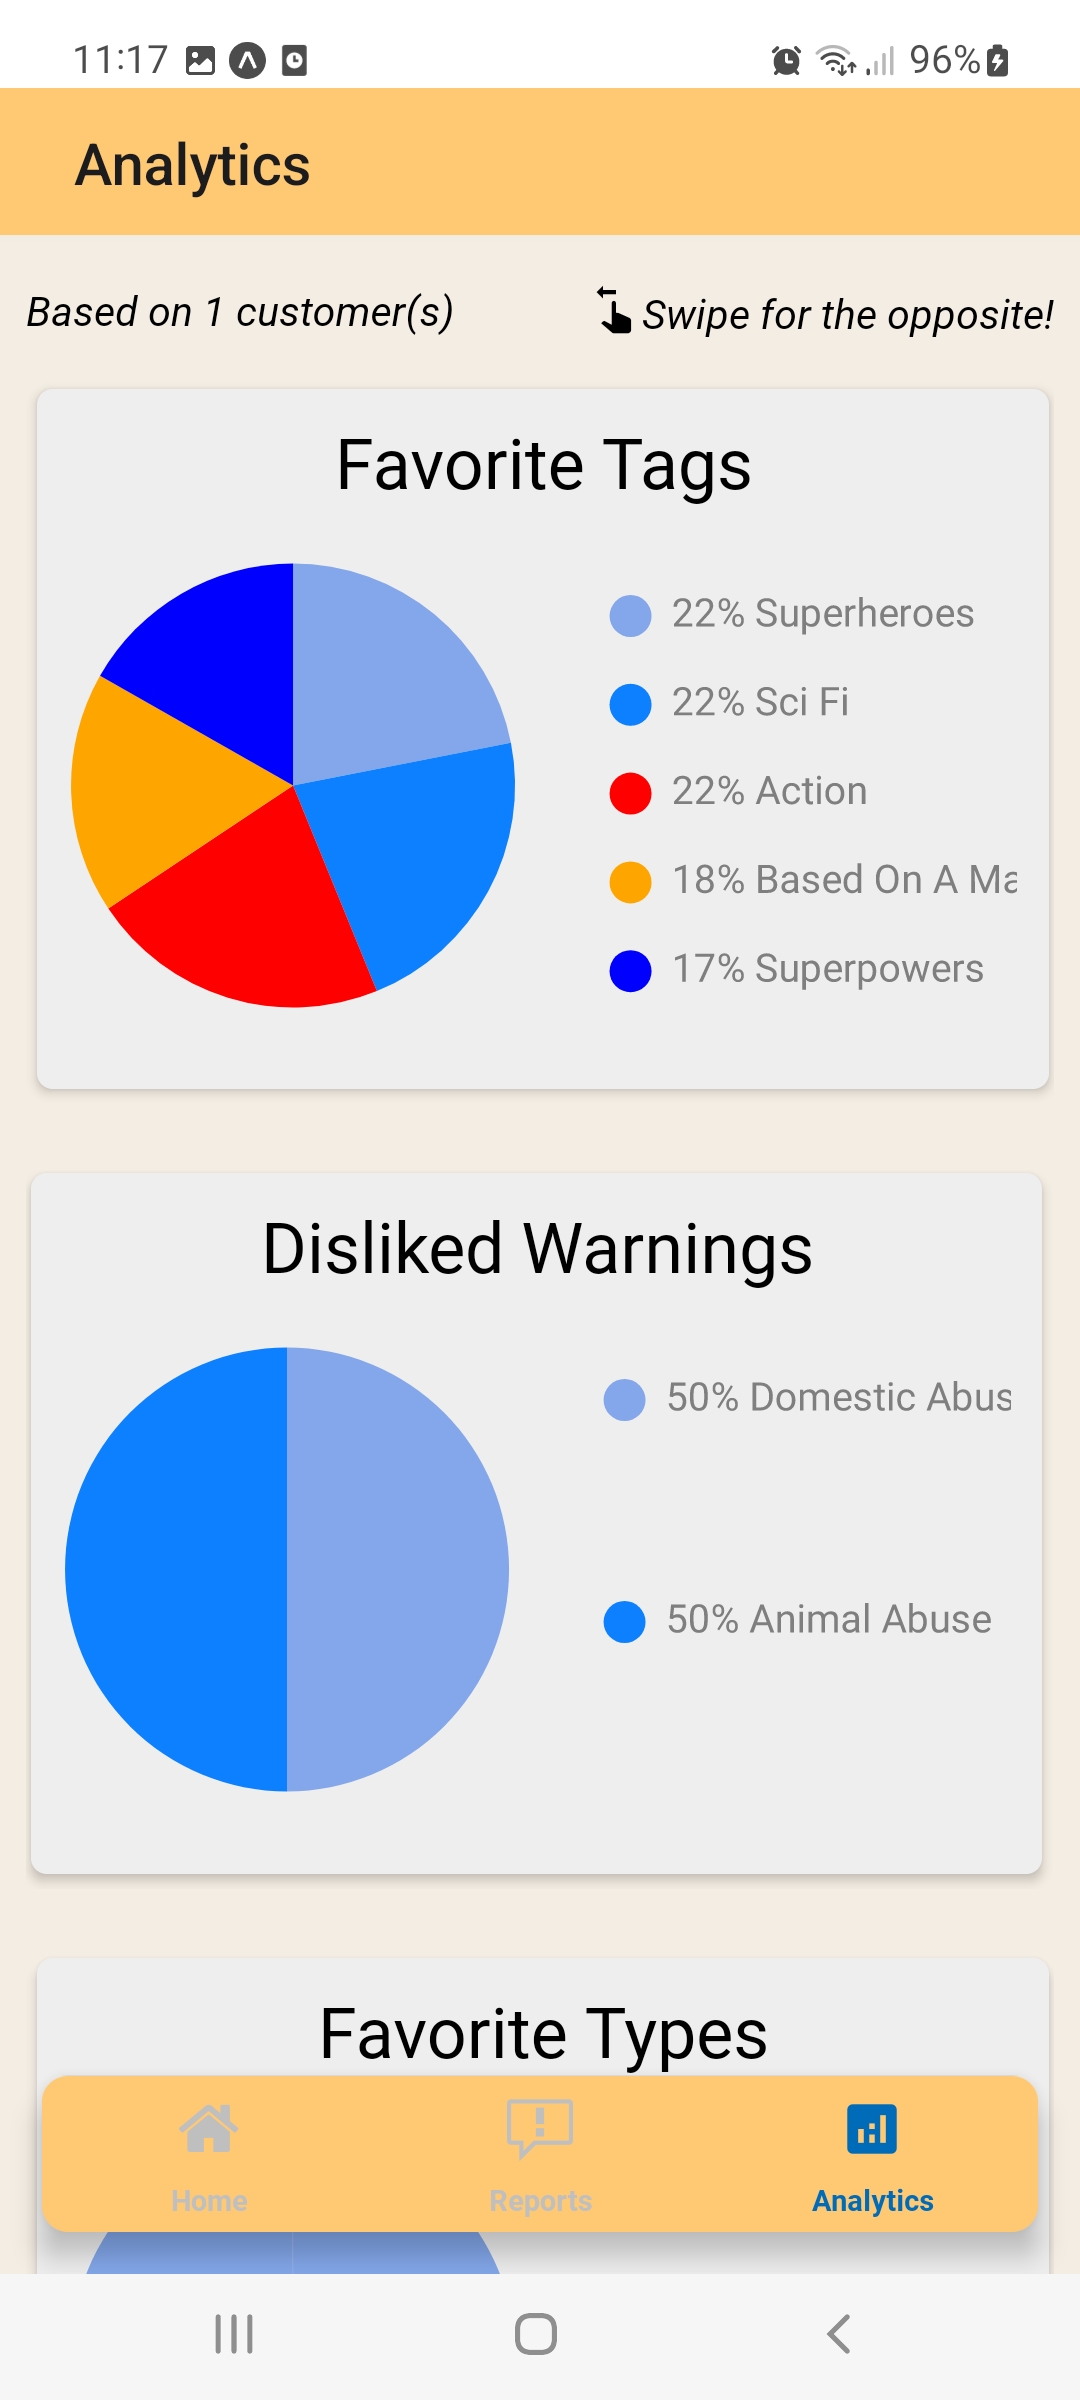 11:17 96%
Analytics
Based on 1 customer(s) Swipe for the opposite!
Favorite Tags
22% Superheroes
22% Sci Fi
22% Action
18% Based On A Ma
17% Superpowers
Disliked Warnings
50% Domestic Abus
50% Animal Abuse
Favorite Types
Home Reports Analytics